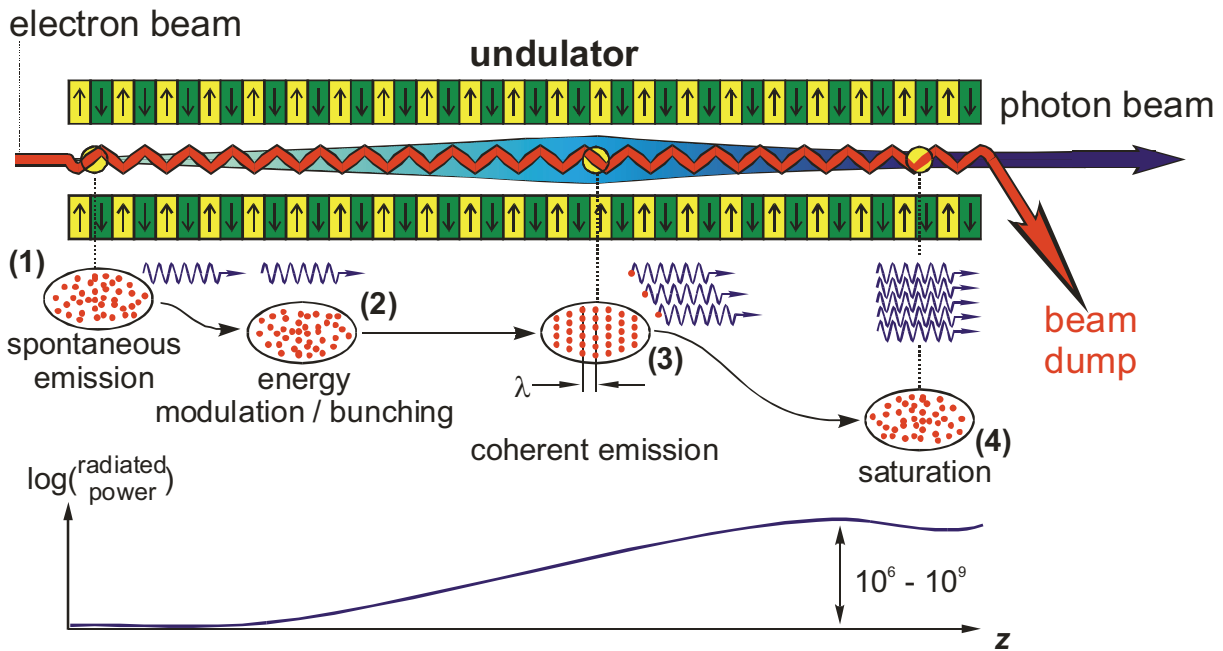 electron beam
undulator
photon beam
(1)
spontaneous
emission
(2)
energy
modulation / bunching
(3)
λ
coherent emission
beam
dump
(4)
saturation
log(radiated power)
10⁶ - 10⁹
z